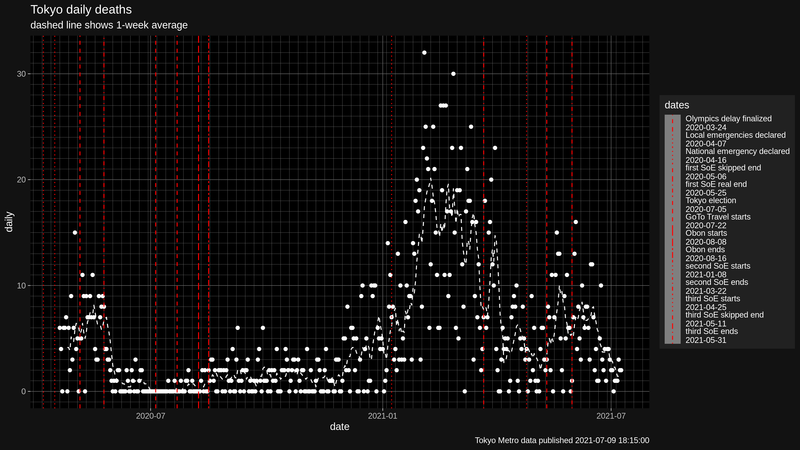 Tokyo daily deaths
dashed line shows 1-week average
daily
30
20
10
0
2020-07
2021-01
2021-07
date
Tokyo Metro data published 2021-07-09 18:15:00
dates
Olympics delay finalized
2020-03-24
Local emergencies declared
2020-04-07
National emergency declared
2020-04-16
first SoE skipped end
2020-05-06
first SoE real end
2020-05-25
Tokyo election
2020-07-05
GoTo Travel starts
2020-07-22
Obon starts
2020-08-08
Obon ends
2020-08-16
second SoE starts
2021-01-08
second SoE ends
2021-03-22
third SoE starts
2021-04-25
third SoE skipped end
2021-05-11
third SoE ends
2021-05-31